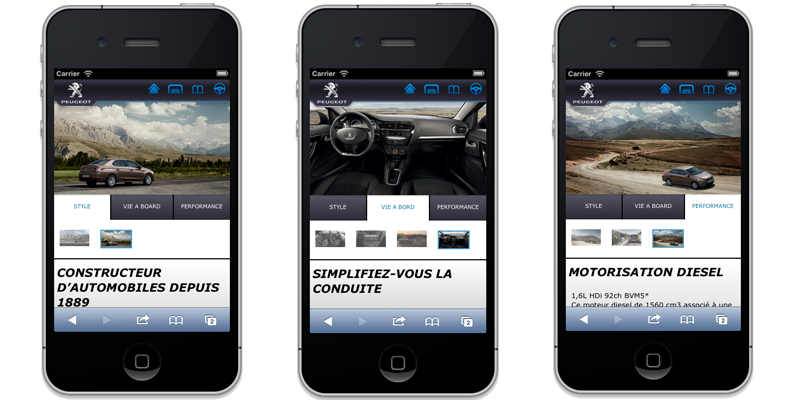 Carrier
PEUGEOT
STYLE
VIE A BOARD
PERFORMANCE
CONSTRUCTEUR
D'AUTOMOBILES DEPUIS
1889
2
Carrier
PEUGEOT
STYLE
VIE A BORD
PERFORMANCE
SIMPLIFIEZ-VOUS LA
CONDUITE
2
Carrier
PEUGEOT
STYLE
VIE A BOARD
PERFORMANCE
MOTORISATION DIESEL
1,6L HDi 92ch BVM5*
Ce moteur diesel de 1560 cm3 associé à une
2